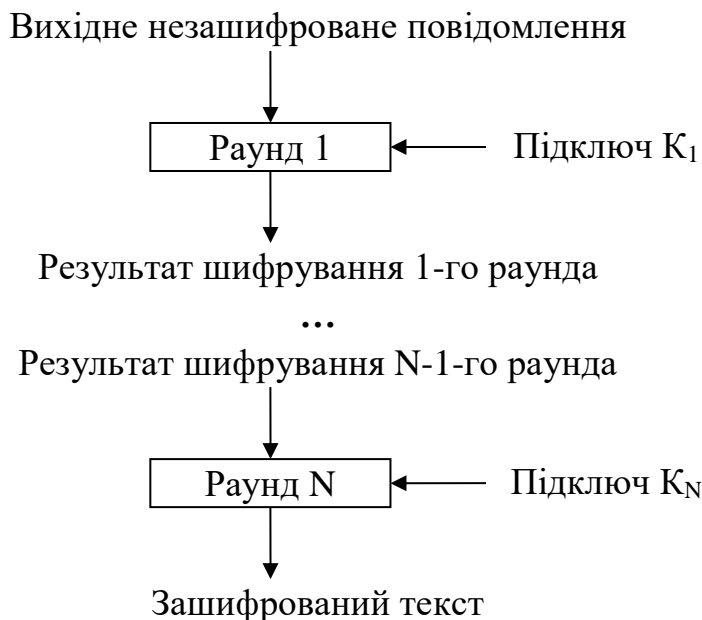 Вихідне незашифроване повідомлення
Раунд 1
Підключ K₁
Результат шифрування 1-го раунда
...
Результат шифрування N-1-го раунда
Раунд N
Підключ Kɴ
Зашифрований текст